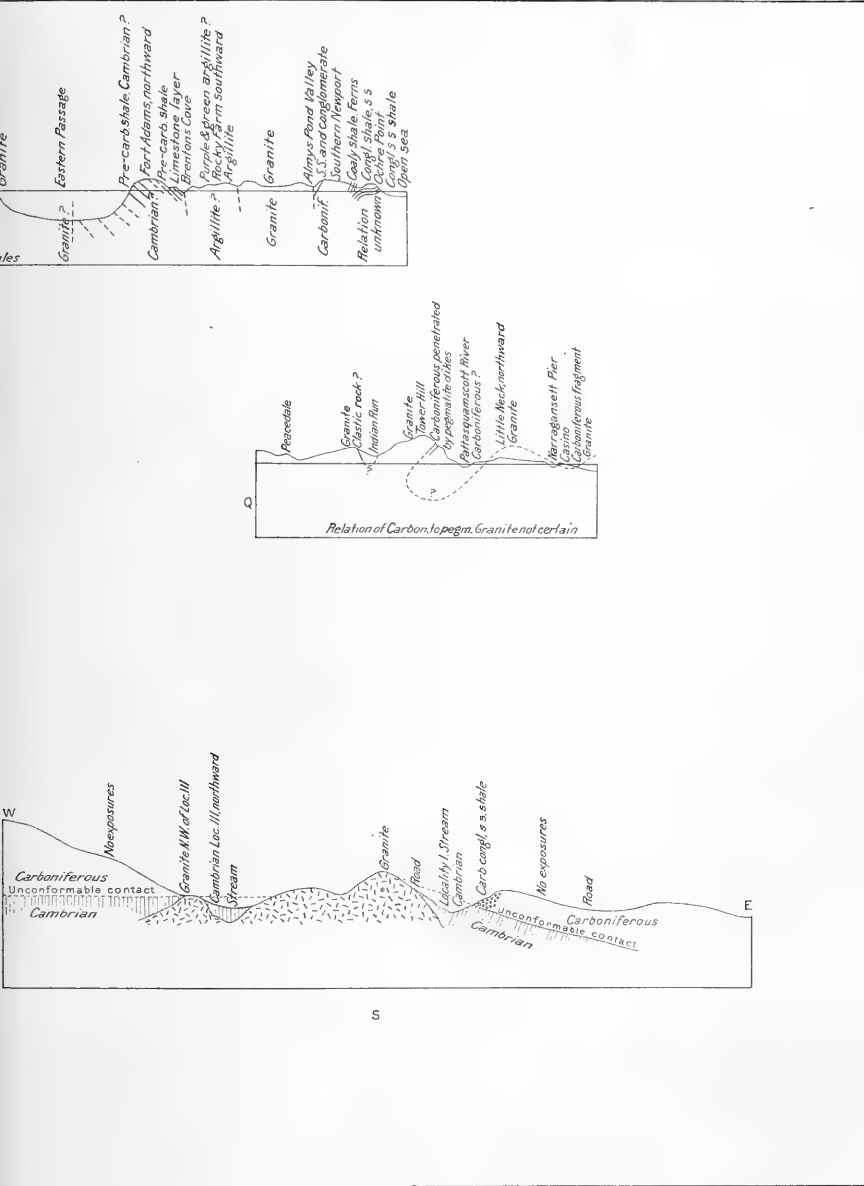 Granite
Eastern Passage
Pre-carb. shale. Cambrian ?
Fort Adams, northward
Pre-carb. shale
Limestone layer
Brentons Cove
Purple & green argillite ?
Rocky Farm Southward
Argillite
Granite
Almys Pond Valley
S.S. and conglomerate
Southern Newport
Coaly shale. Ferns
Congl. shale, s s
Ochre Point
Congl s s shale
Open sea
Granite ?
Cambrian ?
Argillite ?
Granite
Carbonif.
Relation
unknown
les
Peacedale
Granite
Clastic rock ?
Indian Run
Granite
Tower Hill
Carboniferous penetrated
by pegmatite dikes
Pattasquamscott River
Carboniferous ?
Little Neck, northward
Granite
Narragansett Pier
Casino
Carboniferous fragment
Granite
?
?
Q
Relation of Carbon. to pegm. Granite not certain
W
No exposures
Granite N.W. of Loc. III
Cambrian Loc. III, northward
Stream
Granite
Road
Locality I. Stream
Cambrian
Carb congl. s s. shale
No exposures
Road
E
Carboniferous
Unconformable contact
Cambrian
Unconformable contact
Carboniferous
Cambrian
S